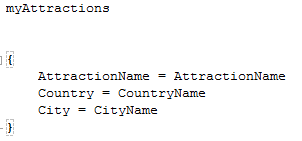 myAttractions
{
AttractionName = AttractionName
Country = CountryName
City = CityName
}